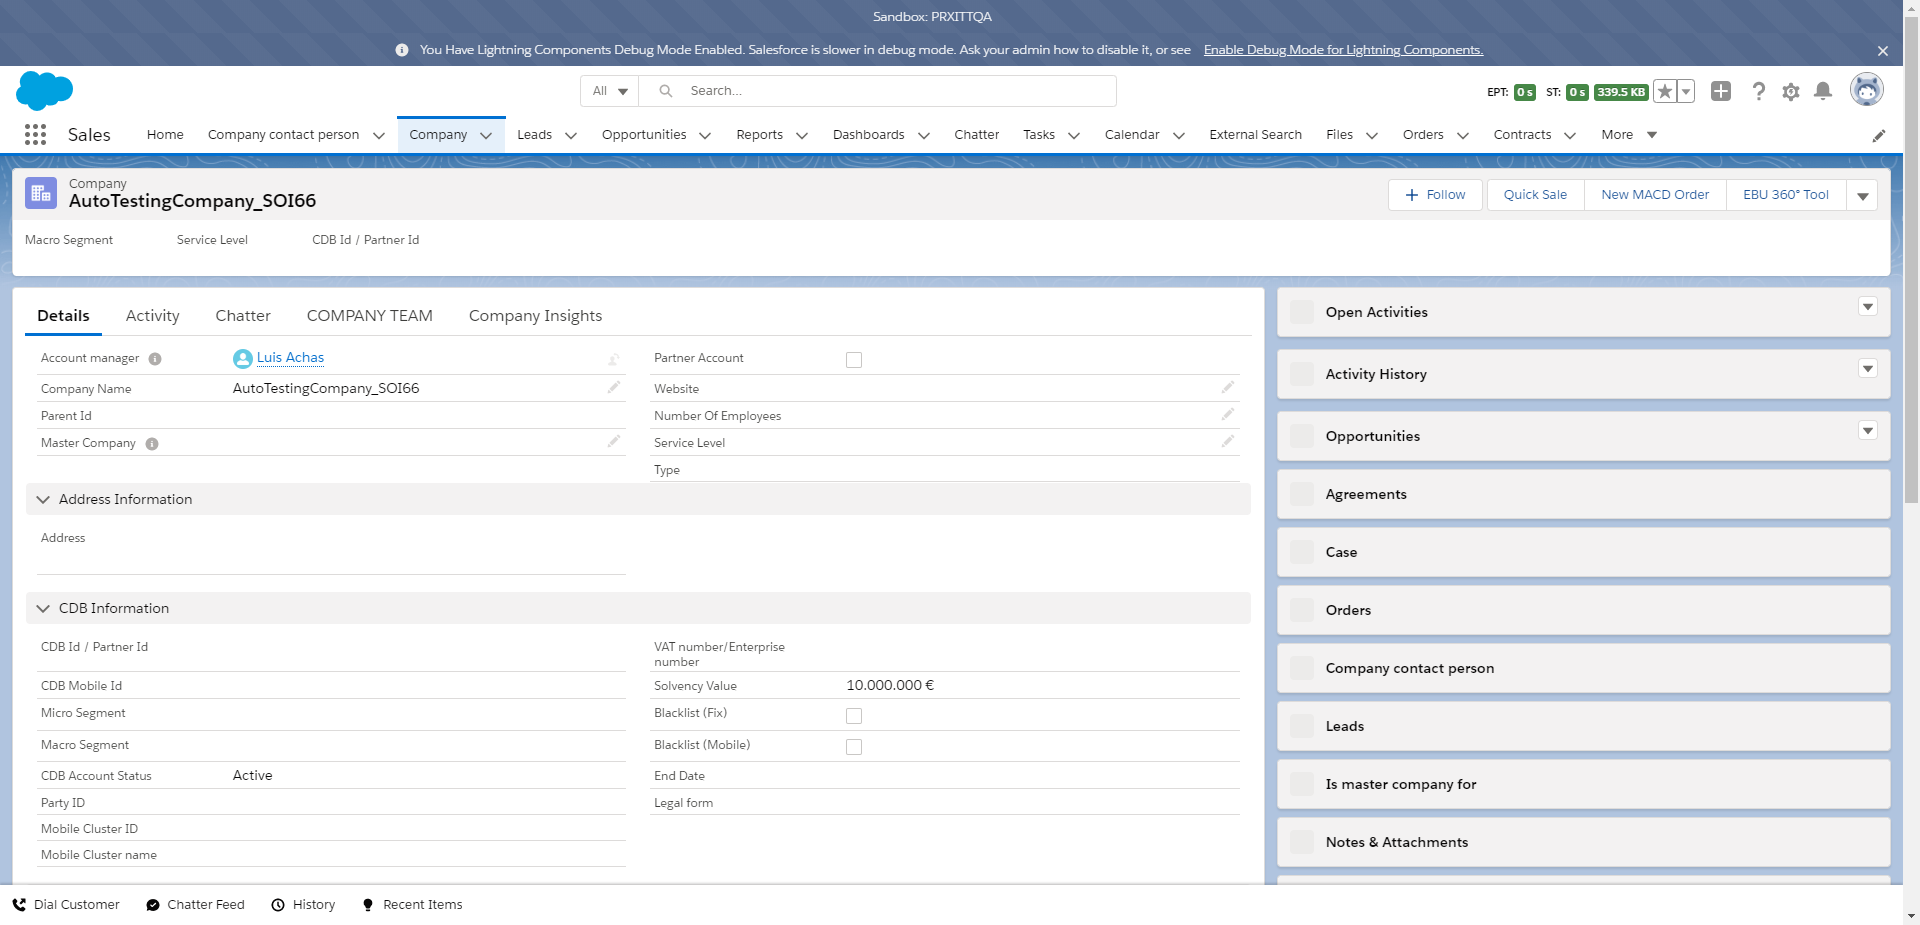 Sandbox: PRXITTQA
You Have Lightning Components Debug Mode Enabled. Salesforce is slower in debug mode. Ask your admin how to disable it, or see Enable Debug Mode for Lightning Components.
All Search...
EPT: 0 s ST: 0 s 339.5 KB
Sales Home Company contact person Company Leads Opportunities Reports Dashboards Chatter Tasks Calendar External Search Files Orders Contracts More
Company
AutoTestingCompany_SOI66
Follow Quick Sale New MACD Order EBU 360° Tool
Macro Segment Service Level CDB Id / Partner Id
Details Activity Chatter COMPANY TEAM Company Insights
Account manager Luis Achas
Company Name AutoTestingCompany_SOI66
Parent Id
Master Company
Partner Account
Website
Number Of Employees
Service Level
Type
Address Information
Address
CDB Information
CDB Id / Partner Id
CDB Mobile Id
Micro Segment
Macro Segment
CDB Account Status Active
Party ID
Mobile Cluster ID
Mobile Cluster name
VAT number/Enterprise
number
Solvency Value 10.000.000 €
Blacklist (Fix)
Blacklist (Mobile)
End Date
Legal form
Open Activities
Activity History
Opportunities
Agreements
Case
Orders
Company contact person
Leads
Is master company for
Notes & Attachments
Dial Customer Chatter Feed History Recent Items